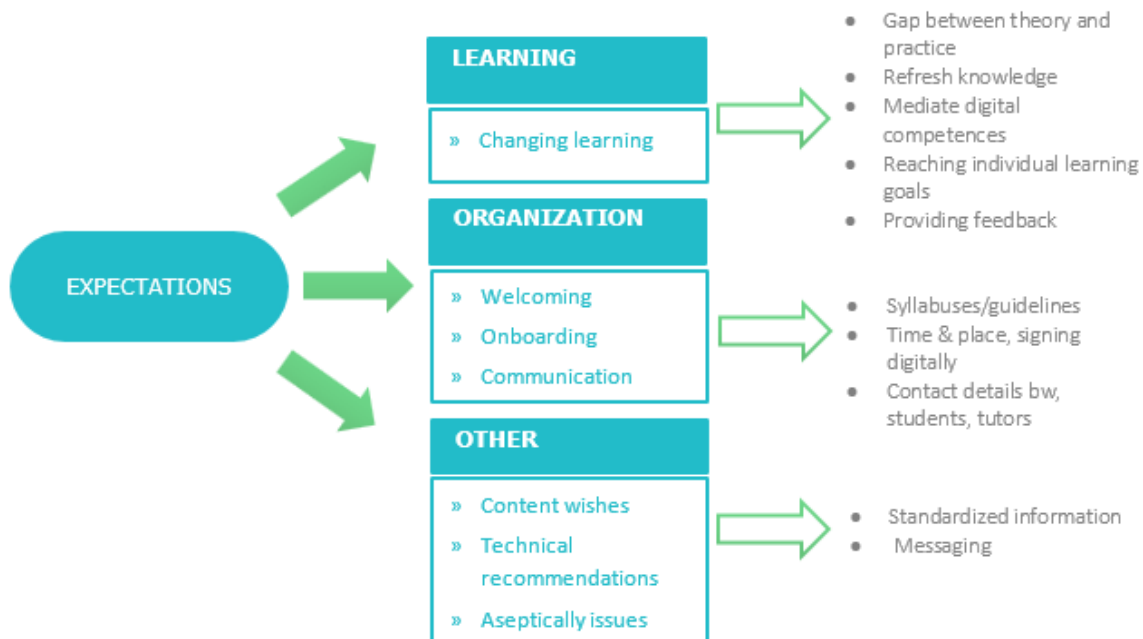 EXPECTATIONS
LEARNING
» Changing learning
● Gap between theory and
practice
● Refresh knowledge
● Mediate digital
competences
● Reaching individual learning
goals
● Providing feedback
ORGANIZATION
» Welcoming
» Onboarding
» Communication
● Syllabuses/guidelines
● Time & place, signing
digitally
● Contact details bw,
students, tutors
OTHER
» Content wishes
» Technical
recommendations
» Aseptically issues
● Standardized information
● Messaging